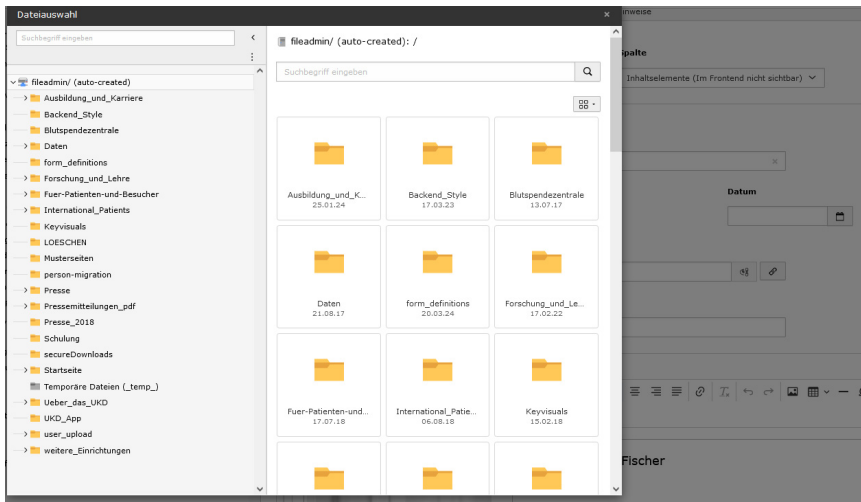 Dateiauswahl
×
Suchbegriff eingeben
fileadmin/ (auto-created)
Ausbildung_und_Karriere
Backend_Style
Blutspendezentrale
Daten
form_definitions
Forschung_und_Lehre
Fuer-Patienten-und-Besucher
International_Patients
Keyvisuals
LOESCHEN
Musterseiten
person-migration
Presse
Pressemitteilungen_pdf
Presse_2018
Schulung
secureDownloads
Startseite
Temporäre Dateien (_temp_)
Ueber_das_UKD
UKD_App
user_upload
weitere_Einrichtungen
fileadmin/ (auto-created): /
Suchbegriff eingeben
Ausbildung_und_K...
25.01.24
Backend_Style
17.03.23
Blutspendezentrale
13.07.17
Daten
21.08.17
form_definitions
20.03.24
Forschung_und_Le...
17.02.22
Fuer-Patienten-und...
17.07.18
International_Patie...
06.08.18
Keyvisuals
15.02.18
inweise
Spalte
Inhaltselemente (Im Frontend nicht sichtbar)
Datum
Fischer